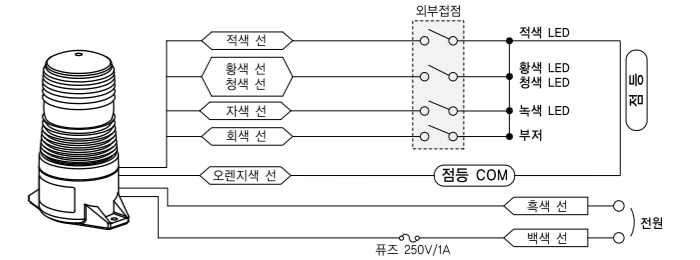 외부접점
적색 선
적색 LED
황색 선
청색 선
황색 LED
청색 LED
자색 선
녹색 LED
회색 선
부저
점등
오렌지색 선
점등 COM
흑색 선
전원
백색 선
퓨즈 250V/1A